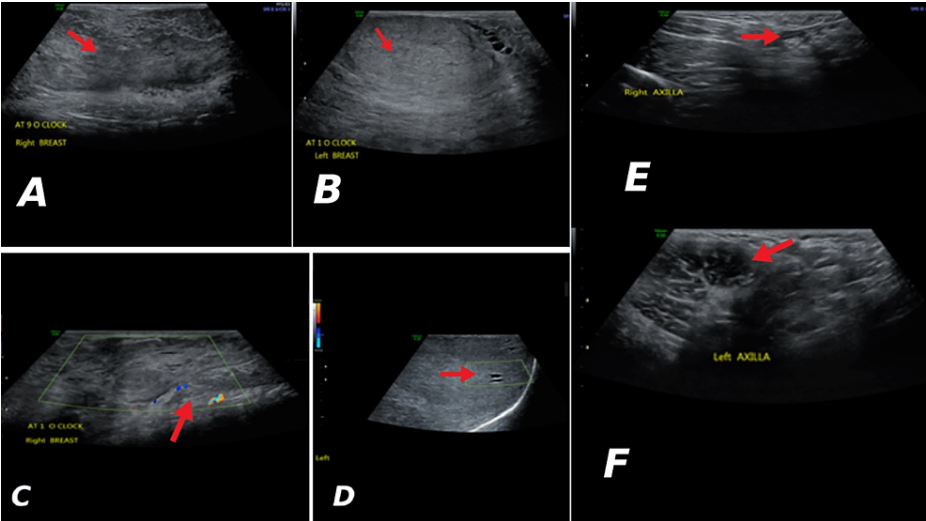 AT 9 O CLOCK
Right BREAST
A
AT 1 O CLOCK
Left BREAST
B
Right AXILLA
E
AT 1 O CLOCK
Right BREAST
C
Left
D
Left AXILLA
F